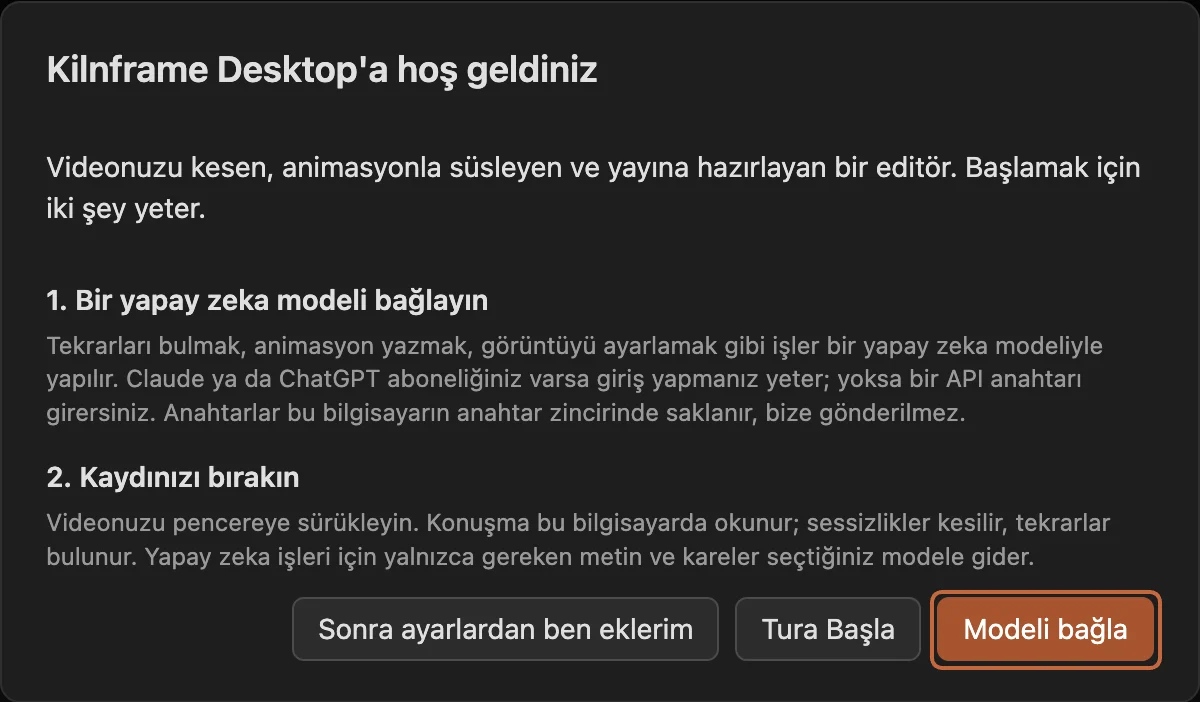 Kilnframe Desktop'a hoş geldiniz
Videonuzu kesen, animasyonla süsleyen ve yayına hazırlayan bir editör. Başlamak için
iki şey yeter.
1. Bir yapay zeka modeli bağlayın
Tekrarları bulmak, animasyon yazmak, görüntüyü ayarlamak gibi işler bir yapay zeka modeliyle
yapılır. Claude ya da ChatGPT aboneliğiniz varsa giriş yapmanız yeter; yoksa bir API anahtarı
girersiniz. Anahtarlar bu bilgisayarın anahtar zincirinde saklanır, bize gönderilmez.
2. Kaydınızı bırakın
Videonuzu pencereye sürükleyin. Konuşma bu bilgisayarda okunur; sessizlikler kesilir, tekrarlar
bulunur. Yapay zeka işleri için yalnızca gereken metin ve kareler seçtiğiniz modele gider.
Sonra ayarlardan ben eklerim
Tura Başla
Modeli bağla